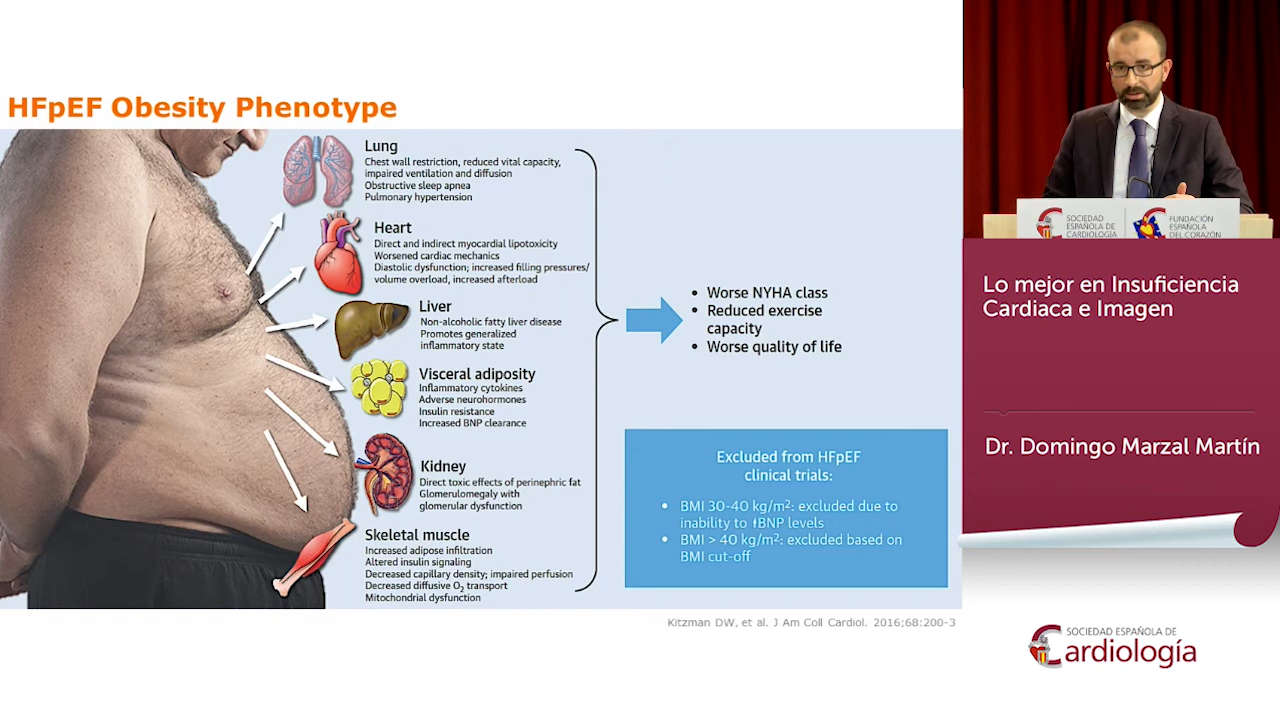 HFpEF Obesity Phenotype
Lung
Chest wall restriction, reduced vital capacity,
impaired ventilation and diffusion
Obstructive sleep apnea
Pulmonary hypertension
Heart
Direct and indirect myocardial lipotoxicity
Worsened cardiac mechanics
Diastolic dysfunction; increased filling pressures/
volume overload, increased afterload
Liver
Non-alcoholic fatty liver disease
Promotes generalized
inflammatory state
Visceral adiposity
Inflammatory cytokines
Adverse neurohormones
Insulin resistance
Increased BNP clearance
Kidney
Direct toxic effects of perinephric fat
Glomerulomegaly with
glomerular dysfunction
Skeletal muscle
Increased adipose infiltration
Altered insulin signaling
Decreased capillary density; impaired perfusion
Decreased diffusive O₂ transport
Mitochondrial dysfunction
• Worse NYHA class
• Reduced exercise
capacity
• Worse quality of life
Excluded from HFpEF
clinical trials:
• BMI 30-40 kg/m²: excluded due to
inability to ⬆BNP levels
• BMI > 40 kg/m²: excluded based on
BMI cut-off
Kitzman DW, et al. J Am Coll Cardiol. 2016;68:200-3
SOCIEDAD
ESPAÑOLA DE
CARDIOLOGÍA
FUNDACIÓN
ESPAÑOLA
DEL CORAZÓN
Lo mejor en Insuficiencia
Cardiaca e Imagen
Dr. Domingo Marzal Martín
SOCIEDAD ESPAÑOLA DE
Cardiología